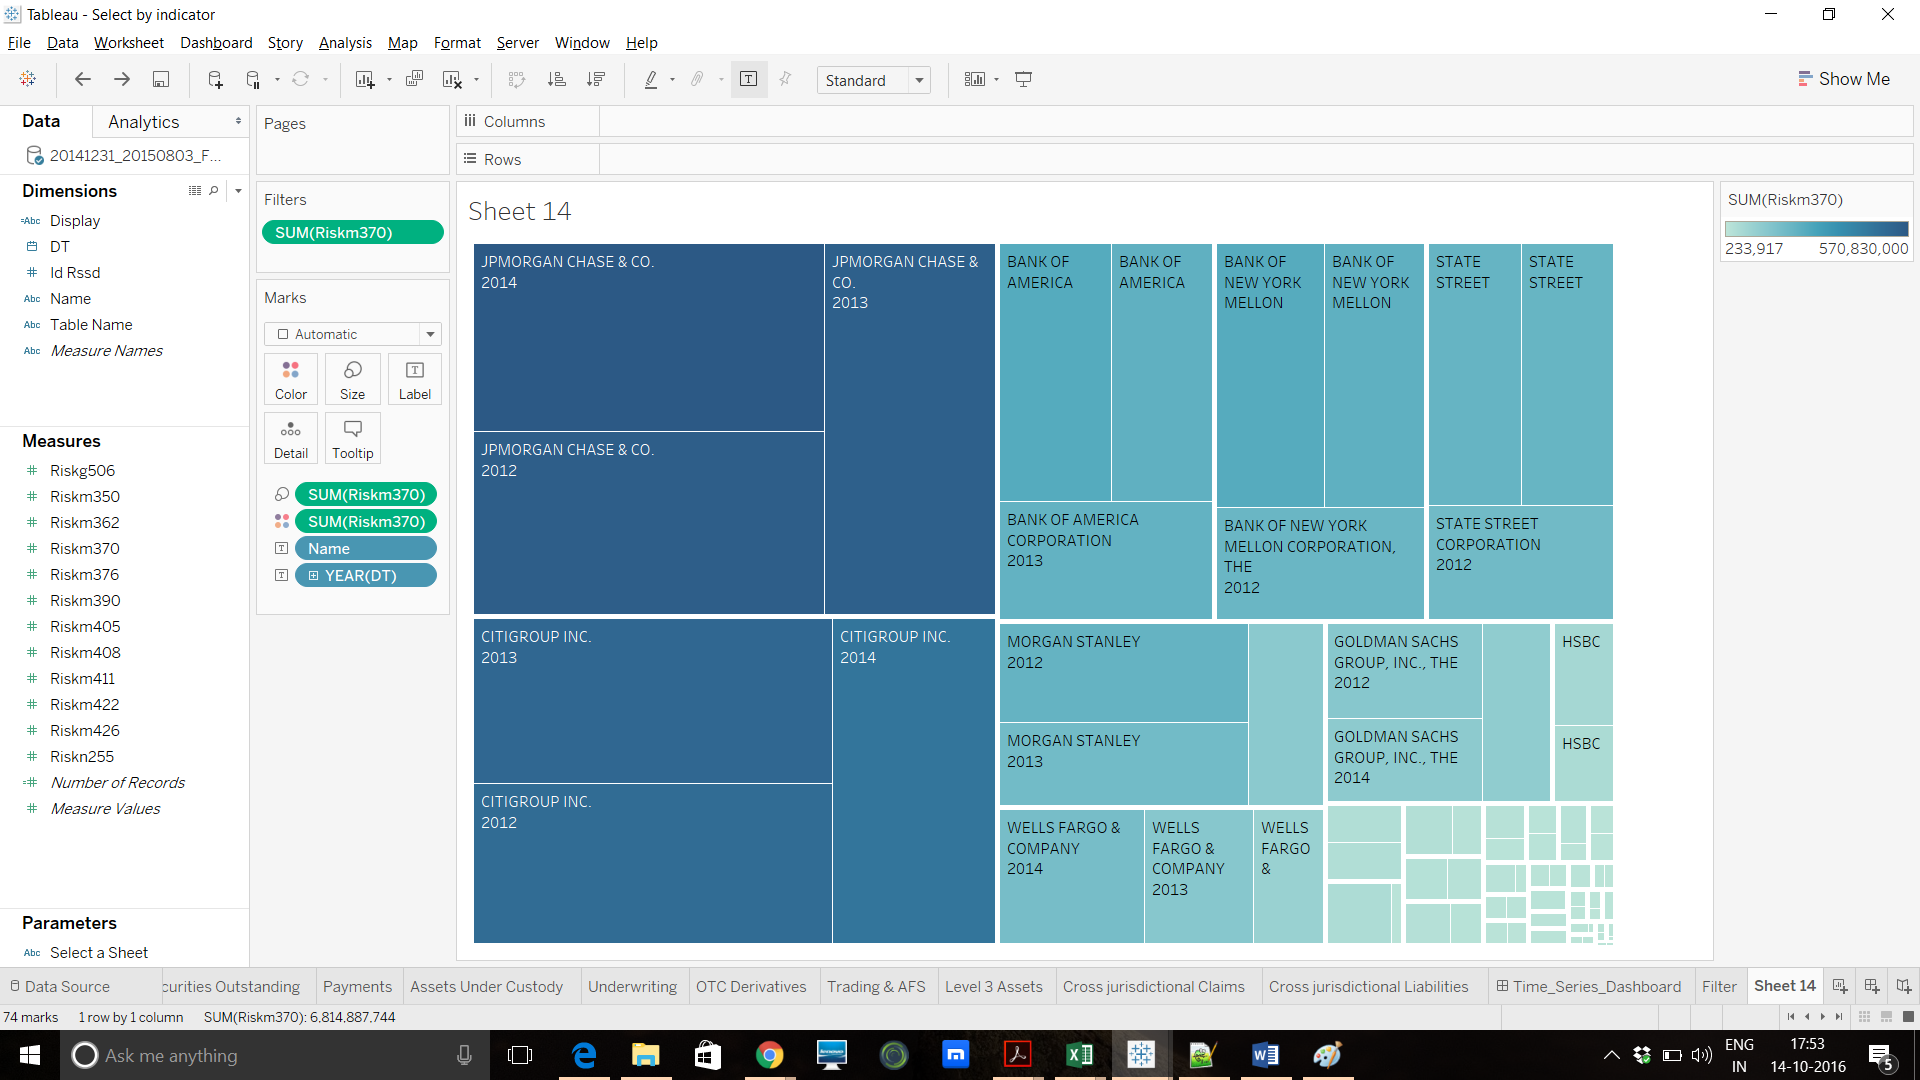 Tableau - Select by indicator
File Data Worksheet Dashboard Story Analysis Map Format Server Window Help
Standard
Show Me
Data
Analytics
20141231_20150803_F...
Dimensions
Abc Display
DT
Id Rssd
Abc Name
Abc Table Name
Abc Measure Names
Measures
Riskg506
Riskm350
Riskm362
Riskm370
Riskm376
Riskm390
Riskm405
Riskm408
Riskm411
Riskm422
Riskm426
Riskn255
Number of Records
Measure Values
Parameters
Abc Select a Sheet
Pages
Filters
SUM(Riskm370)
Marks
Automatic
Color Size Label
Detail Tooltip
SUM(Riskm370)
SUM(Riskm370)
Name
YEAR(DT)
Columns
Rows
Sheet 14
JPMORGAN CHASE & CO.
2014
JPMORGAN CHASE &
CO.
2013
JPMORGAN CHASE & CO.
2012
CITIGROUP INC.
2013
CITIGROUP INC.
2014
CITIGROUP INC.
2012
BANK OF
AMERICA
BANK OF
AMERICA
BANK OF AMERICA
CORPORATION
2013
BANK OF
NEW YORK
MELLON
BANK OF
NEW YORK
MELLON
BANK OF NEW YORK
MELLON CORPORATION,
THE
2012
STATE
STREET
STATE
STREET
STATE STREET
CORPORATION
2012
MORGAN STANLEY
2012
MORGAN STANLEY
2013
GOLDMAN SACHS
GROUP, INC., THE
2012
GOLDMAN SACHS
GROUP, INC., THE
2014
HSBC
HSBC
WELLS FARGO &
COMPANY
2014
WELLS
FARGO &
COMPANY
2013
WELLS
FARGO
&
SUM(Riskm370)
233,917 570,830,000
Data Source
curities Outstanding
Payments
Assets Under Custody
Underwriting
OTC Derivatives
Trading & AFS
Level 3 Assets
Cross jurisdictional Claims
Cross jurisdictional Liabilities
Time_Series_Dashboard
Filter
Sheet 14
74 marks 1 row by 1 column SUM(Riskm370): 6,814,887,744
Ask me anything
ENG
IN
17:53
14-10-2016
5